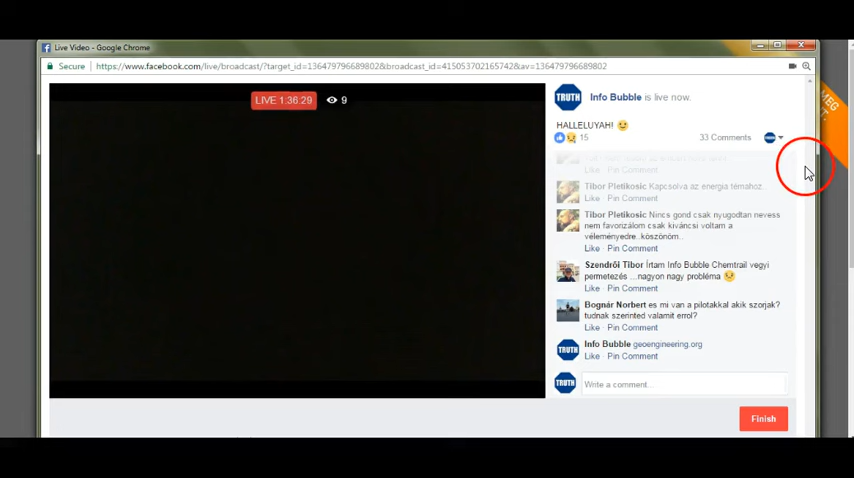 Live Video - Google Chrome
Secure https://www.facebook.com/live/broadcast/?target_id=136479796689802&broadcast_id=415053702165742&av=136479796689802
MEG
T.
LIVE 1:36:29 9
TRUTH Info Bubble is live now.
HALLELUYAH!
15 33 Comments
Like · Pin Comment
Tibor Pletikosic Kapcsolva az energia témához..
Like · Pin Comment
Tibor Pletikosic Nincs gond csak nyugodtan nevess
nem favorizálom csak kiváncsi voltam a
véleményedre..köszönöm..
Like · Pin Comment
Szendrői Tibor Írtam Info Bubble Chemtrail vegyi
permetezés ...nagyon nagy probléma
Like · Pin Comment
Bognár Norbert es mi van a pilotakkal akik szorjak?
tudnak szerinted valamit errol?
Like · Pin Comment
TRUTH Info Bubble geoengineering.org
Like · Pin Comment
TRUTH Write a comment...
Finish